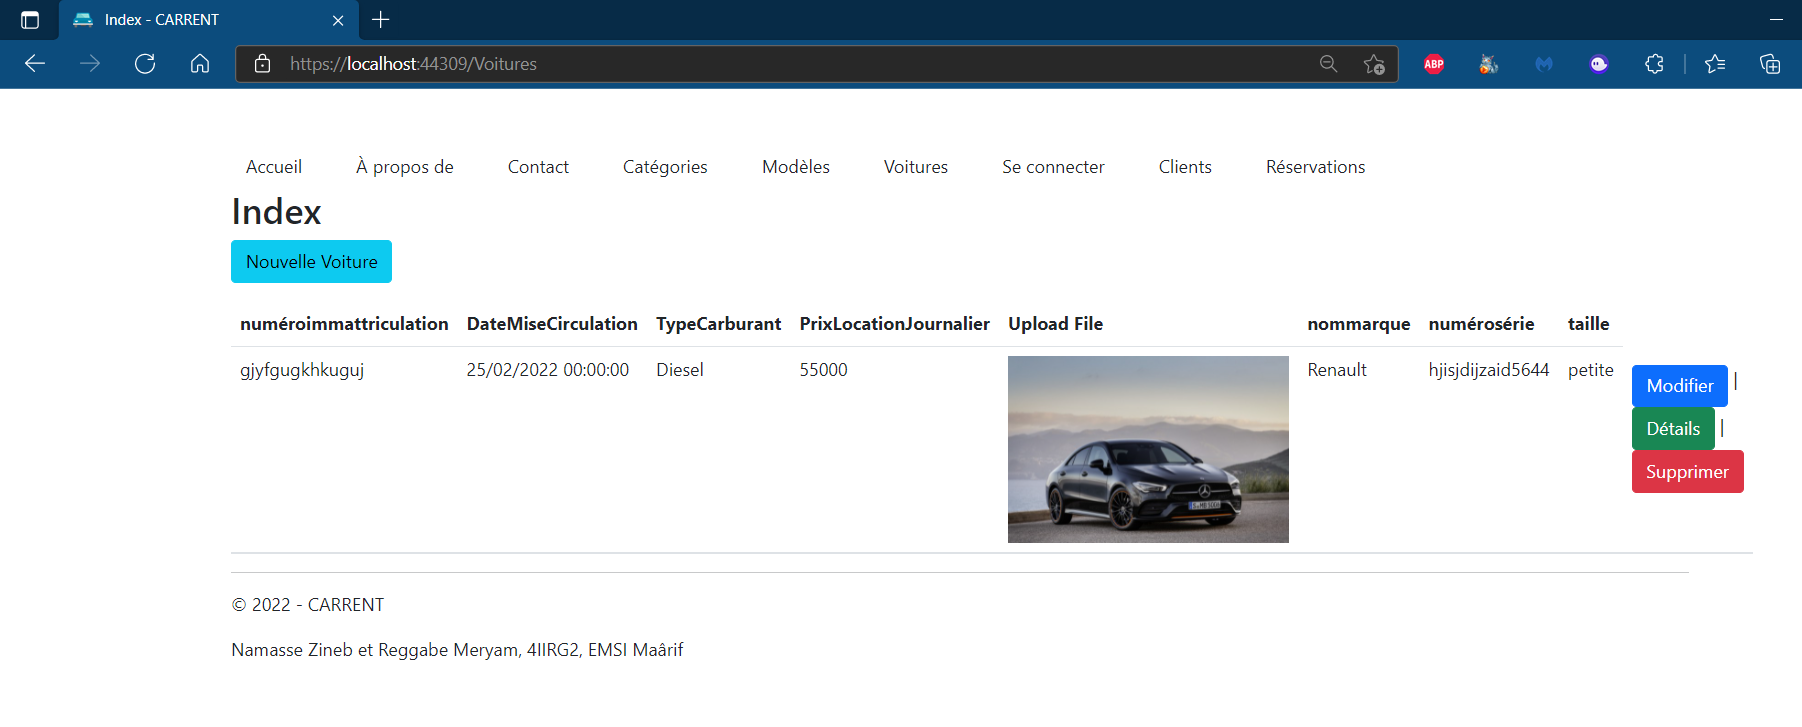 Index - CARRENT
https://localhost:44309/Voitures
ABP
Accueil À propos de Contact Catégories Modèles Voitures Se connecter Clients Réservations
Index
Nouvelle Voiture
numéroimmattriculation DateMiseCirculation TypeCarburant PrixLocationJournalier Upload File nommarque numérosérie taille
gjyfgugkhkuguj 25/02/2022 00:00:00 Diesel 55000 Renault hjisjdijzaid5644 petite
Modifier |
Détails |
Supprimer
© 2022 - CARRENT
Namasse Zineb et Reggabe Meryam, 4IIRG2, EMSI Maârif